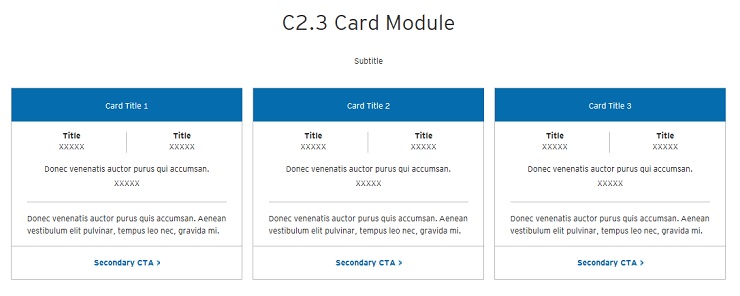 C2.3 Card Module
Subtitle
Card Title 1
Title Title
XXXXX XXXXX
Donec venenatis auctor purus qui accumsan.
XXXXX
Donec venenatis auctor purus quis accumsan. Aenean
vestibulum elit pulvinar, tempus leo nec, gravida mi.
Secondary CTA >
Card Title 2
Title Title
XXXXX XXXXX
Donec venenatis auctor purus qui accumsan.
XXXXX
Donec venenatis auctor purus quis accumsan. Aenean
vestibulum elit pulvinar, tempus leo nec, gravida mi.
Secondary CTA >
Card Title 3
Title Title
XXXXX XXXXX
Donec venenatis auctor purus qui accumsan.
XXXXX
Donec venenatis auctor purus quis accumsan. Aenean
vestibulum elit pulvinar, tempus leo nec, gravida mi.
Secondary CTA >